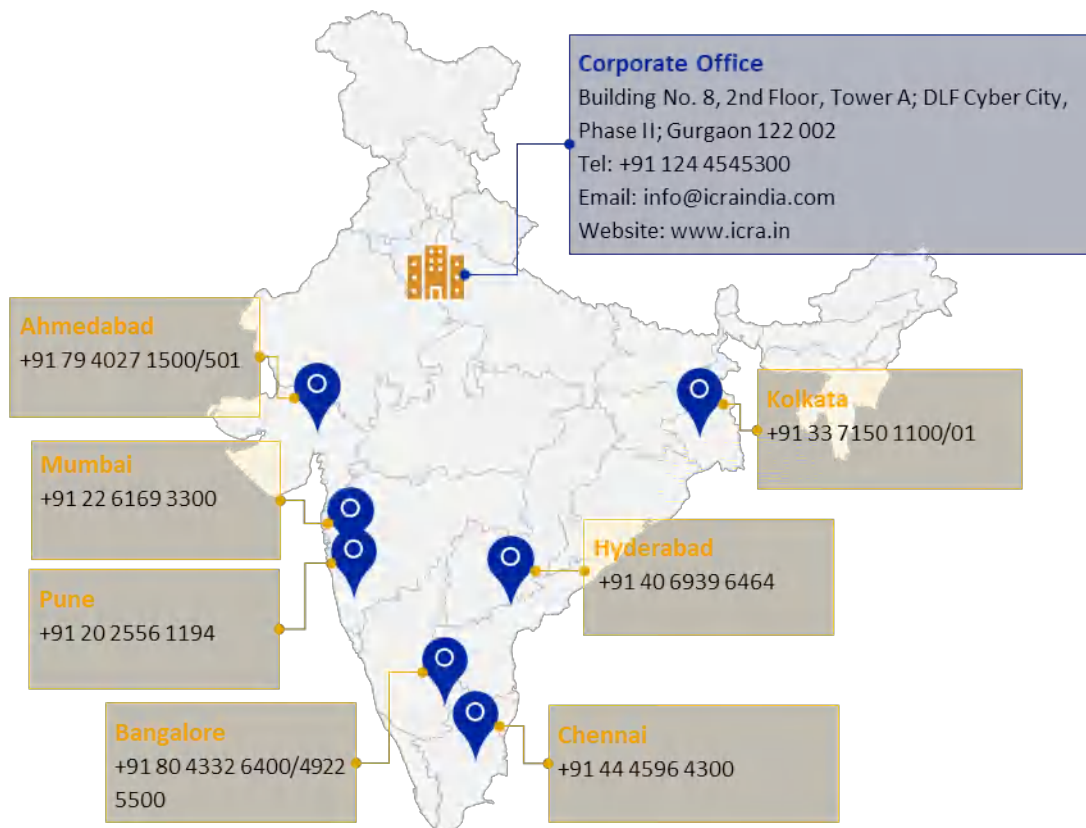 Corporate Office
Building No. 8, 2nd Floor, Tower A; DLF Cyber City,
Phase II; Gurgaon 122 002
Tel: +91 124 4545300
Email: info@icraindia.com
Website: www.icra.in
Ahmedabad
+91 79 4027 1500/501
Kolkata
+91 33 7150 1100/01
Mumbai
+91 22 6169 3300
Hyderabad
+91 40 6939 6464
Pune
+91 20 2556 1194
Bangalore
+91 80 4332 6400/4922
5500
Chennai
+91 44 4596 4300